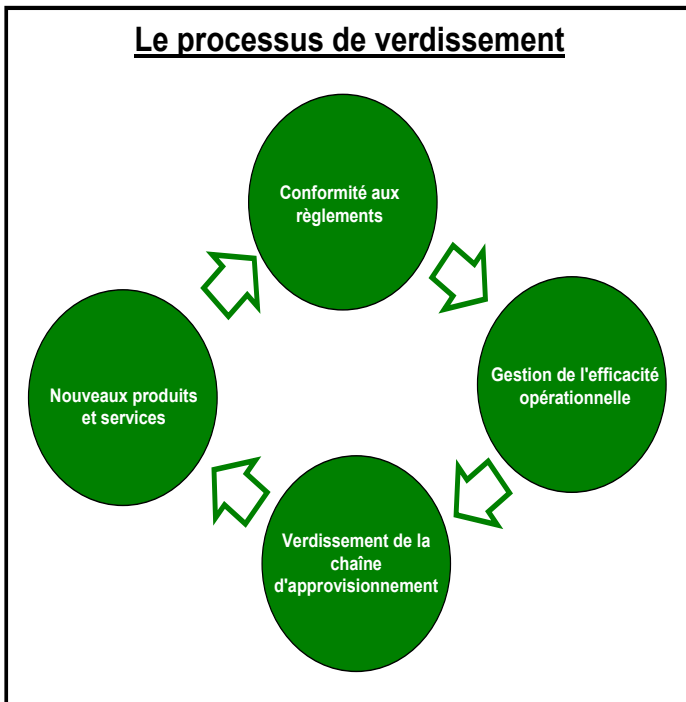 Le processus de verdissement
Conformité aux
règlements
Gestion de l'efficacité
opérationnelle
Verdissement de la
chaîne
d'approvisionnement
Nouveaux produits
et services